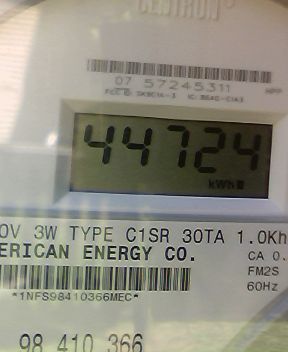 CENTRON
07 57245311
44724
kWh
0V 3W TYPE C1SR 30TA 1.0Kh
ERICAN ENERGY CO. CA 0.
FM2S
*1NFS98410366MEC* 60Hz
98 410 366